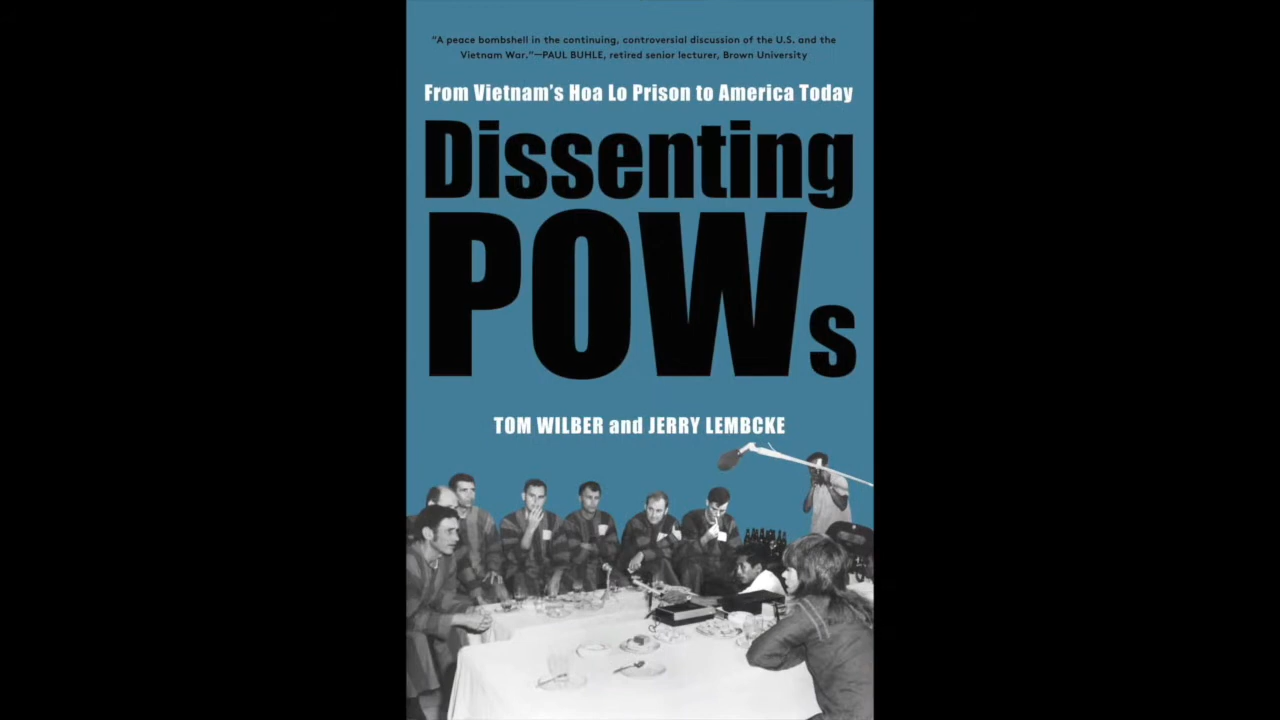 “A peace bombshell in the continuing, controversial discussion of the U.S. and the
Vietnam War.”—PAUL BUHLE, retired senior lecturer, Brown University
From Vietnam’s Hoa Lo Prison to America Today
Dissenting
POWs
TOM WILBER and JERRY LEMBCKE